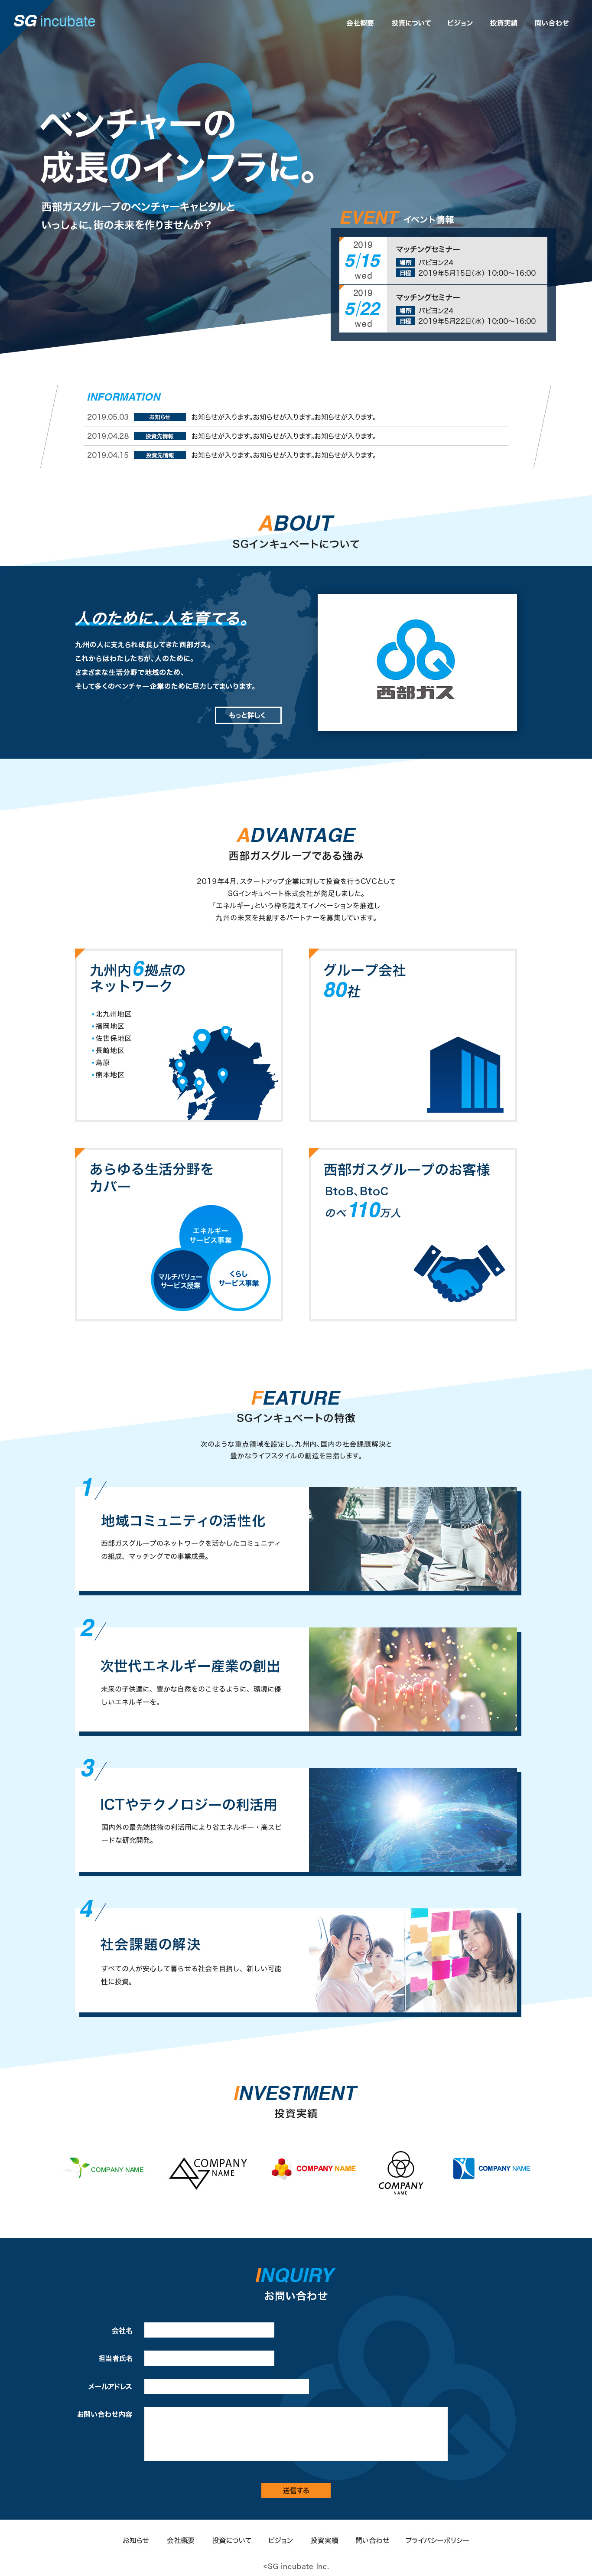 SG incubate
会社概要　投資について　ビジョン　投資実績　問い合わせ
ベンチャーの
成長のインフラに。
西部ガスグループのベンチャーキャピタルと
いっしょに、街の未来を作りませんか？
EVENT イベント情報
2019
5/15
wed
マッチングセミナー
場所 パピヨン24
日程 2019年5月15日（水） 10:00〜16:00
2019
5/22
wed
マッチングセミナー
場所 パピヨン24
日程 2019年5月22日（水） 10:00〜16:00
INFORMATION
2019.05.03 お知らせ お知らせが入ります。お知らせが入ります。お知らせが入ります。
2019.04.28 投資先情報 お知らせが入ります。お知らせが入ります。お知らせが入ります。
2019.04.15 投資先情報 お知らせが入ります。お知らせが入ります。お知らせが入ります。
ABOUT
SGインキュベートについて
人のために、人を育てる。
九州の人に支えられ成長してきた西部ガス。
これからはわたしたちが、人のために。
さまざまな生活分野で地域のため、
そして多くのベンチャー企業のために尽力してまいります。
もっと詳しく
西部ガス
ADVANTAGE
西部ガスグループである強み
2019年4月、スタートアップ企業に対して投資を行うCVCとして
SGインキュベート株式会社が発足しました。
「エネルギー」という枠を超えてイノベーションを推進し
九州の未来を共創するパートナーを募集しています。
九州内6拠点の
ネットワーク
•北九州地区
•福岡地区
•佐世保地区
•長崎地区
•島原
•熊本地区
グループ会社
80社
あらゆる生活分野を
カバー
エネルギー
サービス事業
マルチバリュー
サービス授業
くらし
サービス事業
西部ガスグループのお客様
BtoB、BtoC
のべ110万人
FEATURE
SGインキュベートの特徴
次のような重点領域を設定し、九州内、国内の社会課題解決と
豊かなライフスタイルの創造を目指します。
1
地域コミュニティの活性化
西部ガスグループのネットワークを活かしたコミュニティ
の組成、マッチングでの事業成長。
2
次世代エネルギー産業の創出
未来の子供達に、豊かな自然をのこせるように、環境に優
しいエネルギーを。
3
ICTやテクノロジーの利活用
国内外の最先端技術の利活用により省エネルギー・高スピ
ードな研究開発。
4
社会課題の解決
すべての人が安心して暮らせる社会を目指し、新しい可能
性に投資。
INVESTMENT
投資実績
COMPANY NAME
COMPANY
NAME
COMPANY NAME
COMPANY
NAME
COMPANY NAME
INQUIRY
お問い合わせ
会社名
担当者氏名
メールアドレス
お問い合わせ内容
送信する
お知らせ　会社概要　投資について　ビジョン　投資実績　問い合わせ　プライバシーポリシー
©SG incubate Inc.